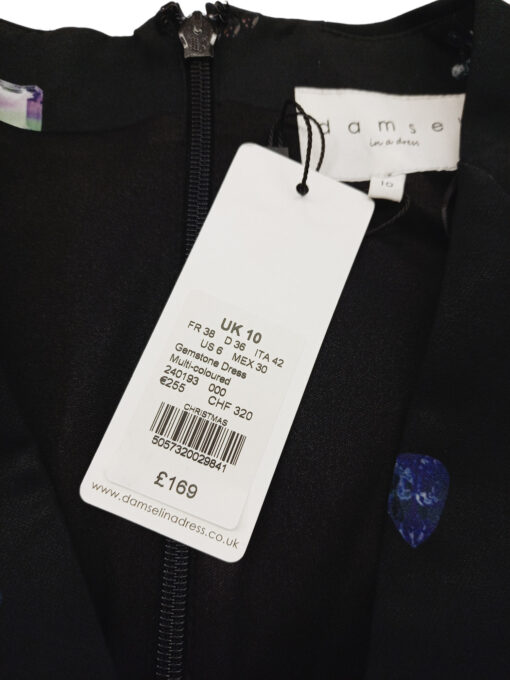 damse
in a dress
10
UK 10
FR 38 D 36 ITA 42
US 6 MEX 30
Gemstone Dress
Multi-coloured
240193 000
€255 CHF 320
CHRISTMAS
5057320029841
£169
www.damselinadress.co.uk